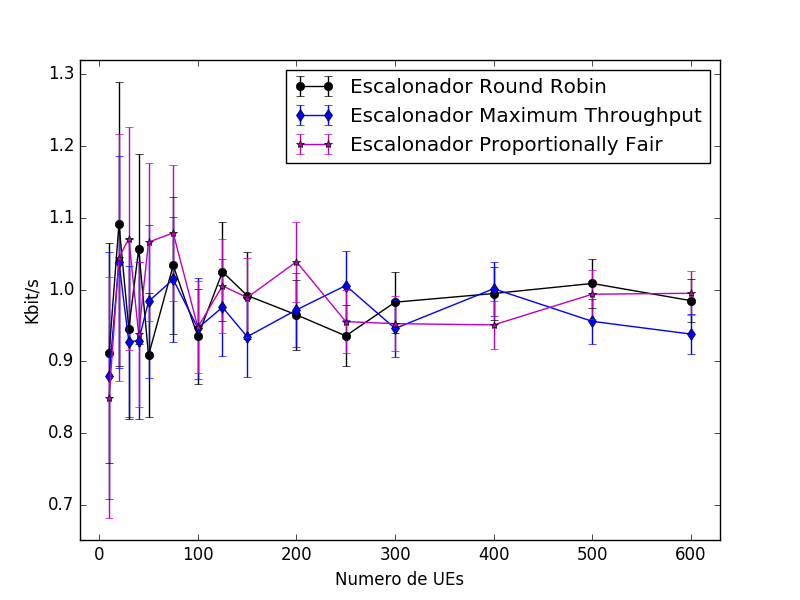 1.3
1.2
1.1
1.0
0.9
0.8
0.7
Kbit/s
Escalonador Round Robin
Escalonador Maximum Throughput
Escalonador Proportionally Fair
0 100 200 300 400 500 600
Numero de UEs